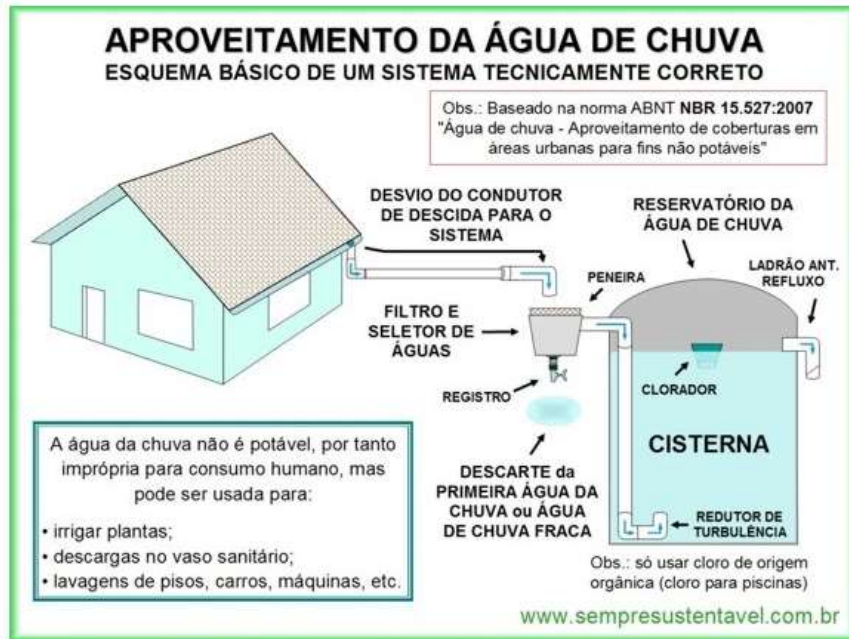 APROVEITAMENTO DA ÁGUA DE CHUVA
ESQUEMA BÁSICO DE UM SISTEMA TECNICAMENTE CORRETO
Obs.: Baseado na norma ABNT NBR 15.527:2007
"Água de chuva - Aproveitamento de coberturas em
áreas urbanas para fins não potáveis"
DESVIO DO CONDUTOR
DE DESCIDA PARA O
SISTEMA
RESERVATÓRIO DA
ÁGUA DE CHUVA
LADRÃO ANT.
REFLUXO
PENEIRA
FILTRO E
SELETOR DE
ÁGUAS
REGISTRO
CLORADOR
CISTERNA
DESCARTE da
PRIMEIRA ÁGUA DA
CHUVA ou ÁGUA
DE CHUVA FRACA
REDUTOR DE
TURBULÊNCIA
A água da chuva não é potável, por tanto
imprópria para consumo humano, mas
pode ser usada para:
• irrigar plantas;
• descargas no vaso sanitário;
• lavagens de pisos, carros, máquinas, etc.
Obs.: só usar cloro de origem
orgânica (cloro para piscinas)
www.sempresustentavel.com.br